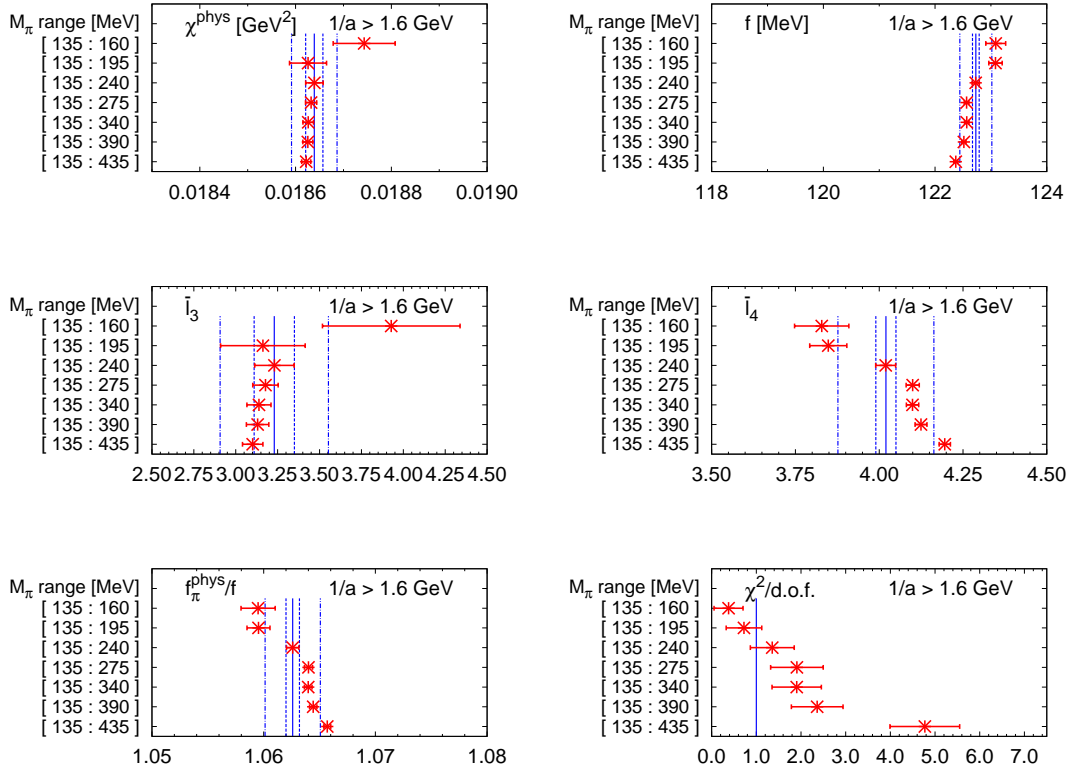 M_π range [MeV] χ^phys [GeV^2] 1/a > 1.6 GeV
[ 135 : 160]
[ 135 : 195]
[ 135 : 240]
[ 135 : 275]
[ 135 : 340]
[ 135 : 390]
[ 135 : 435]
0.0184 0.0186 0.0188 0.0190
M_π range [MeV] f [MeV] 1/a > 1.6 GeV
[ 135 : 160]
[ 135 : 195]
[ 135 : 240]
[ 135 : 275]
[ 135 : 340]
[ 135 : 390]
[ 135 : 435]
118 120 122 124
M_π range [MeV] l̄_3 1/a > 1.6 GeV
[ 135 : 160]
[ 135 : 195]
[ 135 : 240]
[ 135 : 275]
[ 135 : 340]
[ 135 : 390]
[ 135 : 435]
2.50 2.75 3.00 3.25 3.50 3.75 4.00 4.25 4.50
M_π range [MeV] l̄_4 1/a > 1.6 GeV
[ 135 : 160]
[ 135 : 195]
[ 135 : 240]
[ 135 : 275]
[ 135 : 340]
[ 135 : 390]
[ 135 : 435]
3.50 3.75 4.00 4.25 4.50
M_π range [MeV] f_π^phys/f 1/a > 1.6 GeV
[ 135 : 160]
[ 135 : 195]
[ 135 : 240]
[ 135 : 275]
[ 135 : 340]
[ 135 : 390]
[ 135 : 435]
1.05 1.06 1.07 1.08
M_π range [MeV] χ^2/d.o.f. 1/a > 1.6 GeV
[ 135 : 160]
[ 135 : 195]
[ 135 : 240]
[ 135 : 275]
[ 135 : 340]
[ 135 : 390]
[ 135 : 435]
0.0 1.0 2.0 3.0 4.0 5.0 6.0 7.0